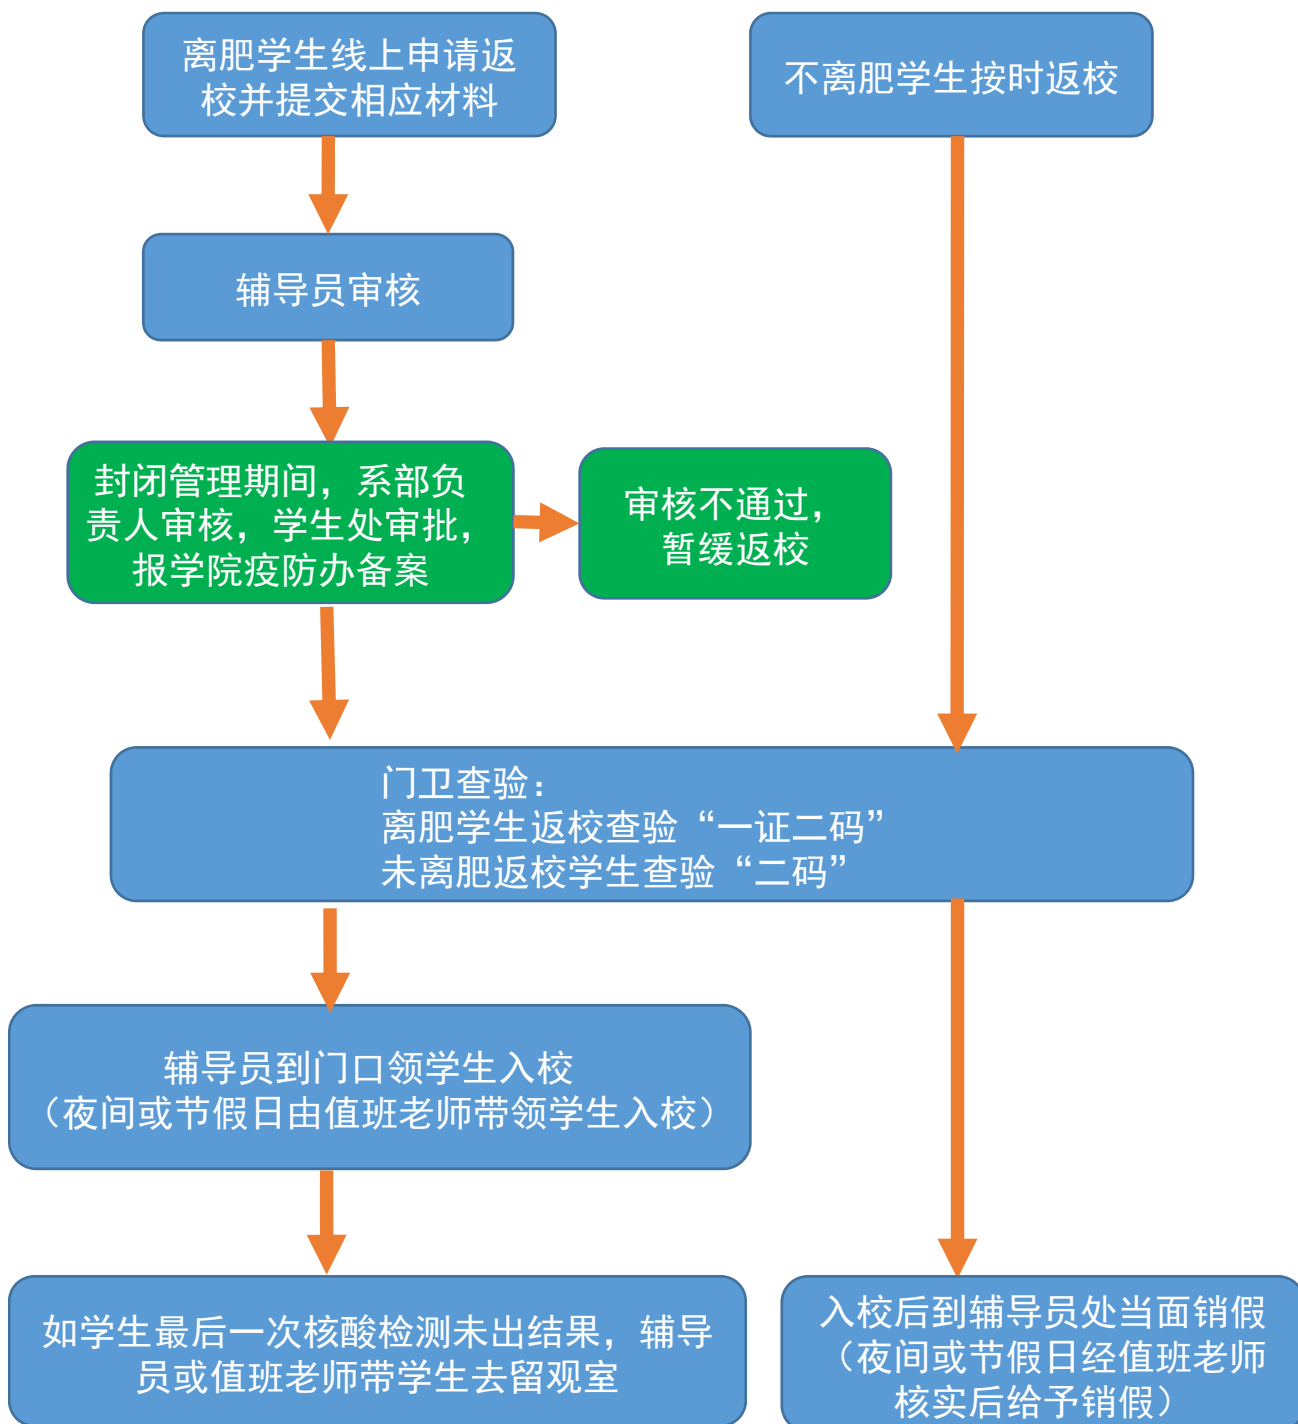 离肥学生线上申请返
校并提交相应材料
不离肥学生按时返校
辅导员审核
封闭管理期间，系部负
责人审核，学生处审批，
报学院疫防办备案
审核不通过，
暂缓返校
门卫查验：
离肥学生返校查验“一证二码”
未离肥返校学生查验“二码”
辅导员到门口领学生入校
（夜间或节假日由值班老师带领学生入校）
如学生最后一次核酸检测未出结果，辅导
员或值班老师带学生去留观室
入校后到辅导员处当面销假
（夜间或节假日经值班老师
核实后给予销假）